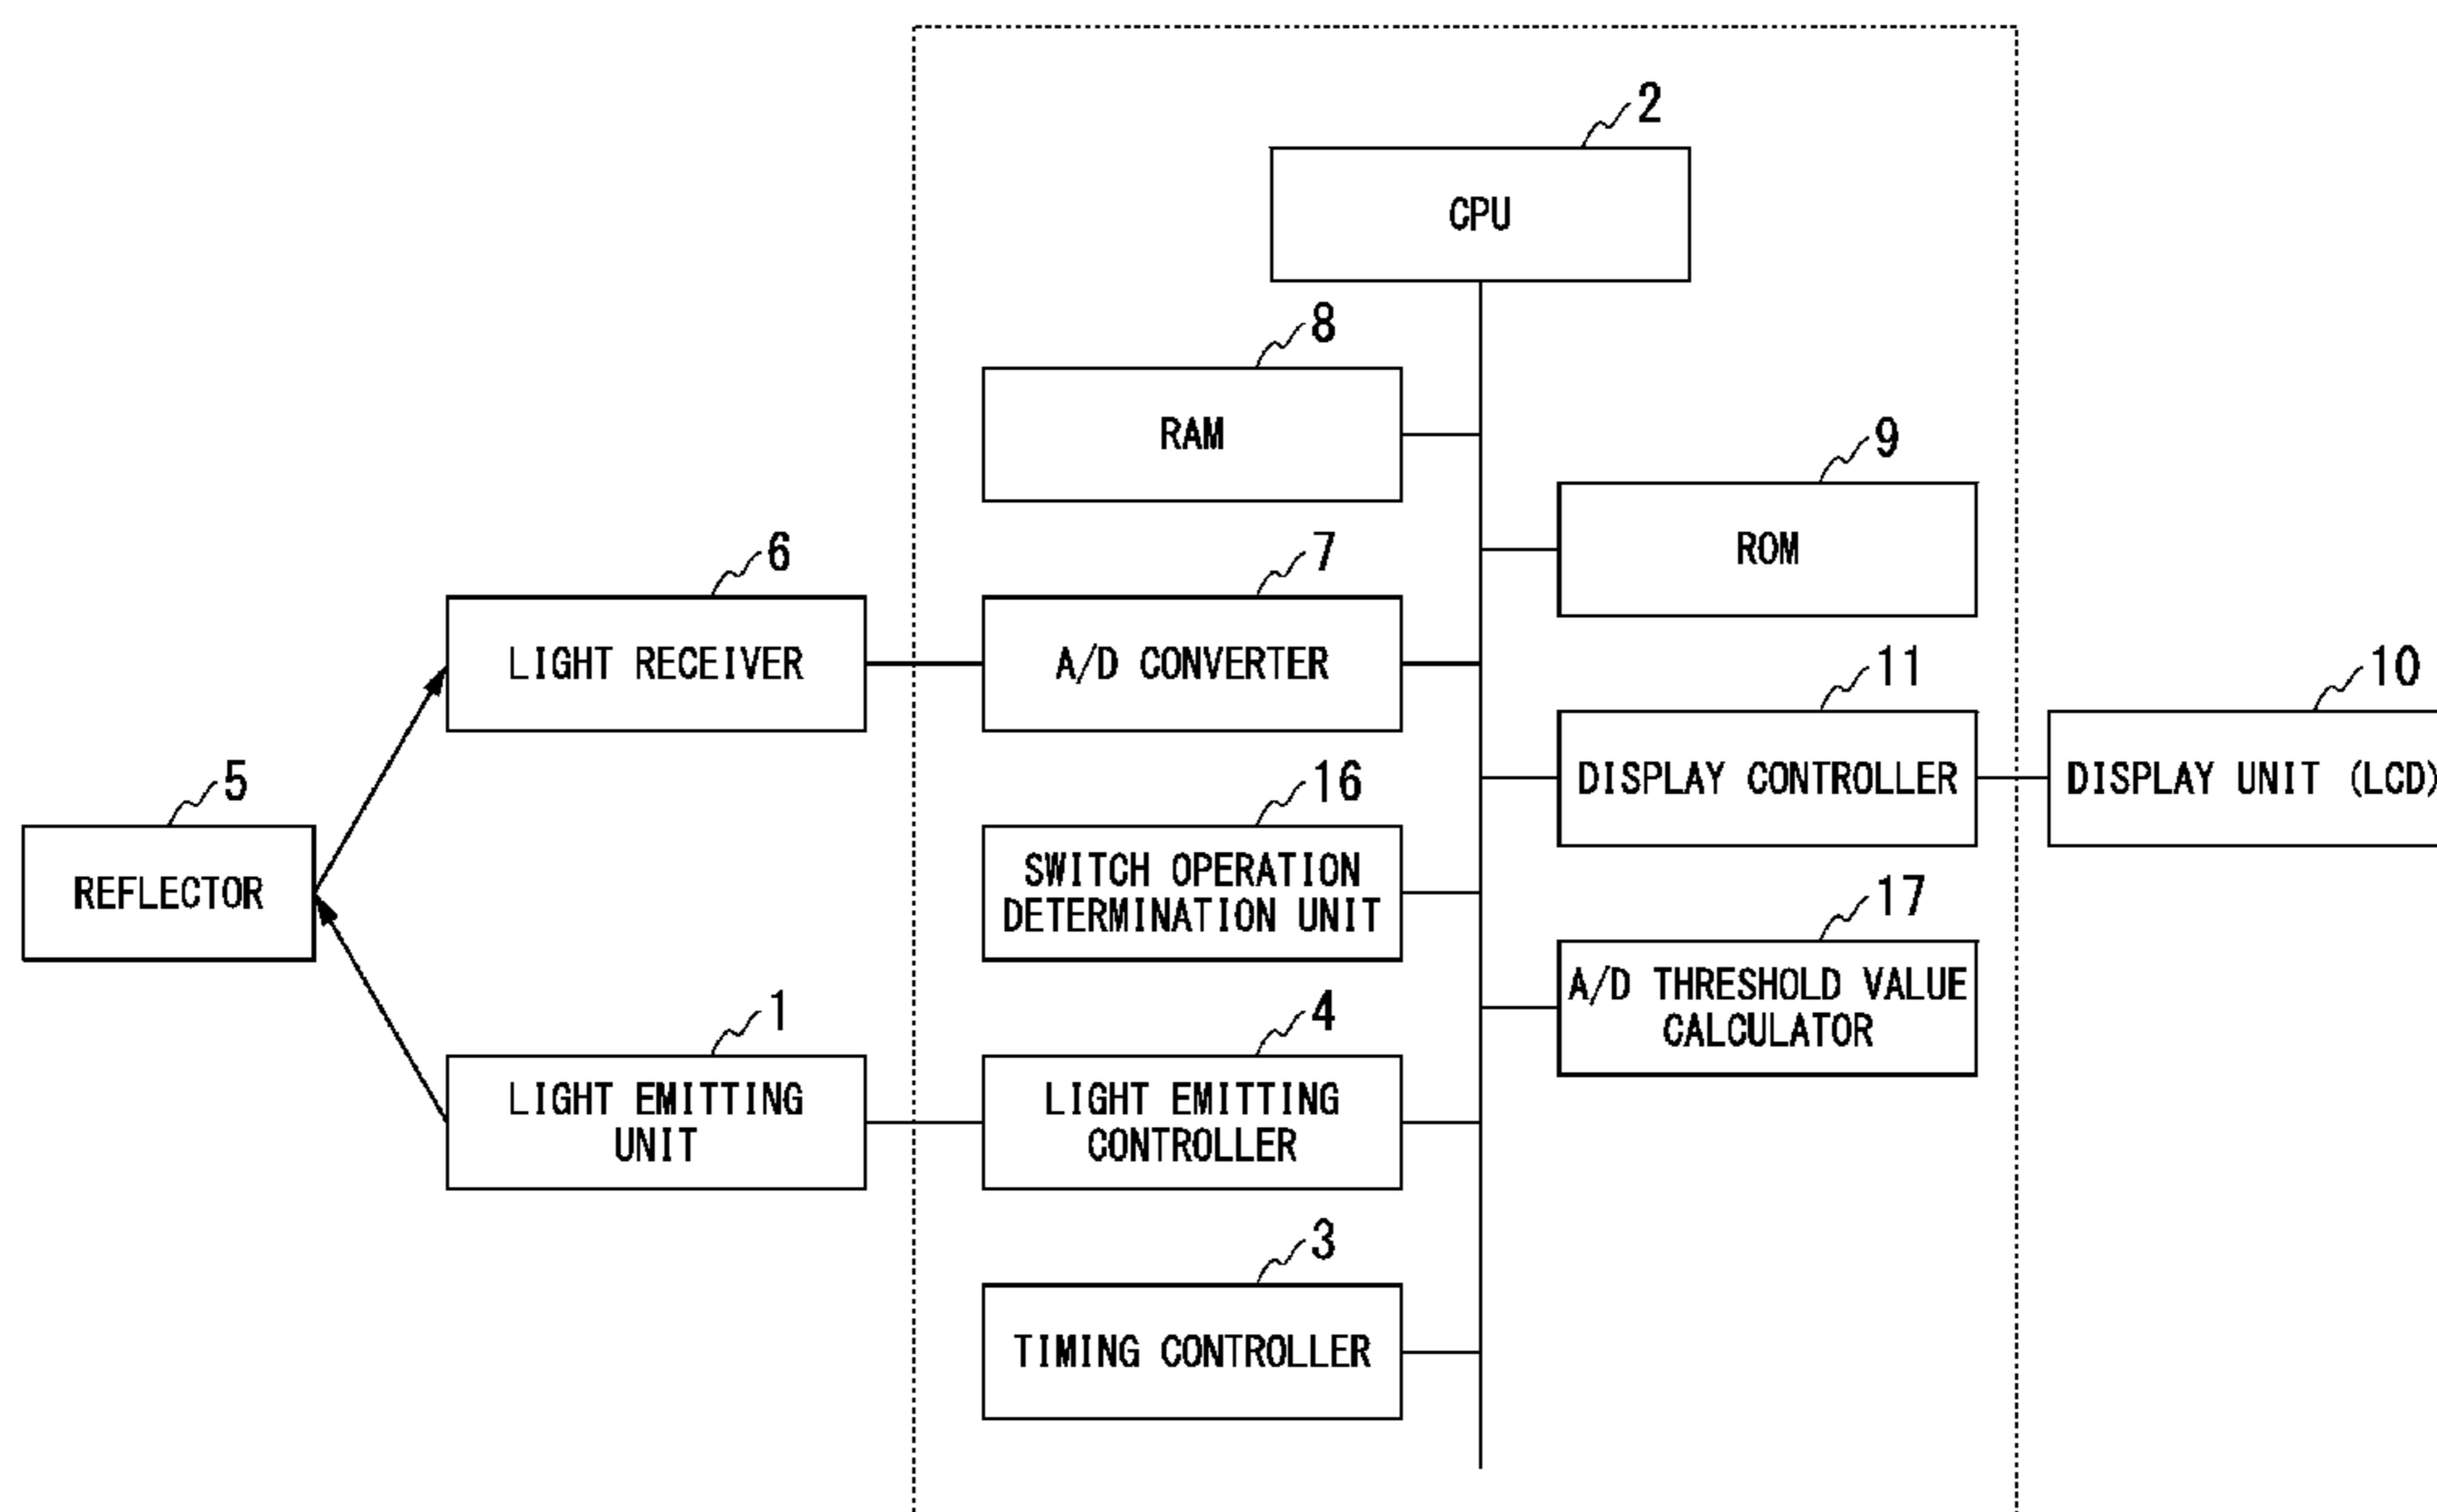 2
CPU
8
RAM
9
ROM
6
LIGHT RECEIVER
7
A/D CONVERTER
11
DISPLAY CONTROLLER
10
DISPLAY UNIT (LCD)
5
REFLECTOR
16
SWITCH OPERATION
DETERMINATION UNIT
17
A/D THRESHOLD VALUE
CALCULATOR
1
LIGHT EMITTING
UNIT
4
LIGHT EMITTING
CONTROLLER
3
TIMING CONTROLLER